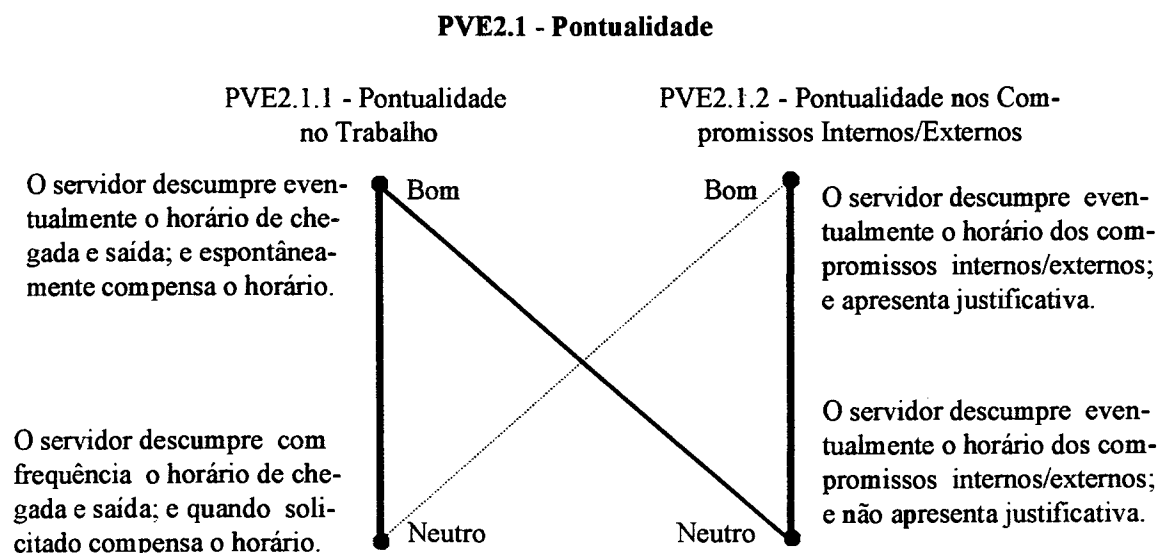 PVE2.1 - Pontualidade
PVE2.1.1 - Pontualidade
no Trabalho
PVE2.1.2 - Pontualidade nos Com-
promissos Internos/Externos
O servidor descumpre even-
tualmente o horário de che-
gada e saída; e espontânea-
mente compensa o horário.
Bom
Bom
O servidor descumpre even-
tualmente o horário dos com-
promissos internos/externos;
e apresenta justificativa.
O servidor descumpre com
frequência o horário de che-
gada e saída; e quando soli-
citado compensa o horário.
Neutro
Neutro
O servidor descumpre even-
tualmente o horário dos com-
promissos internos/externos;
e não apresenta justificativa.